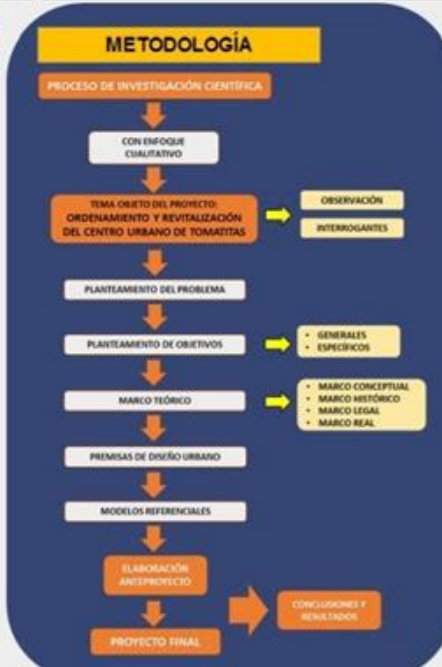 METODOLOGÍA
PROCESO DE INVESTIGACIÓN CIENTÍFICA
CON ENFOQUE
CUALITATIVO
TEMA OBJETO DEL PROYECTO:
ORDENAMIENTO Y REVITALIZACIÓN
DEL CENTRO URBANO DE TOMATITAS
OBSERVACIÓN
INTERROGANTES
PLANTEAMIENTO DEL PROBLEMA
PLANTEAMIENTO DE OBJETIVOS
• GENERALES
• ESPECÍFICOS
MARCO TEÓRICO
• MARCO CONCEPTUAL
• MARCO HISTÓRICO
• MARCO LEGAL
• MARCO REAL
PREMISAS DE DISEÑO URBANO
MODELOS REFERENCIALES
ELABORACIÓN
ANTEPROYECTO
CONCLUSIONES Y
RESULTADOS
PROYECTO FINAL